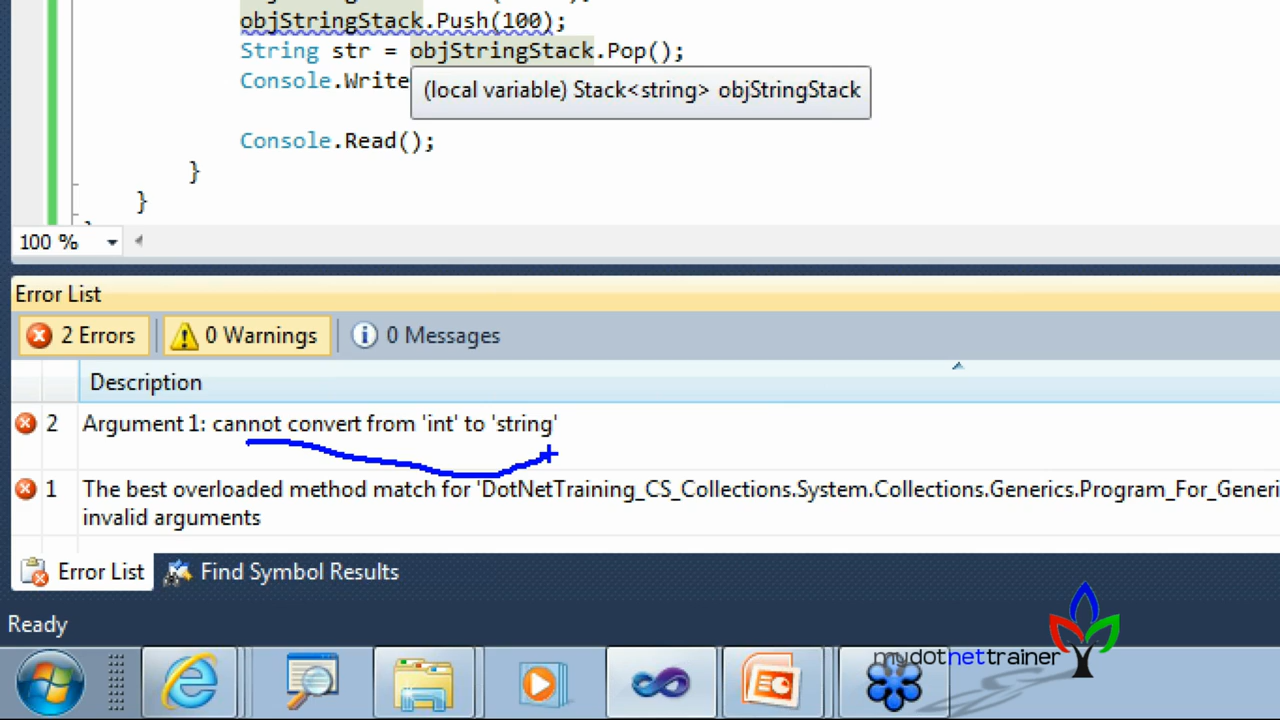 objStringStack.Push(100);
String str = objStringStack.Pop();
Console.Write
(local variable) Stack<string> objStringStack
Console.Read();
}
}
100 %
Error List
2 Errors
0 Warnings
0 Messages
Description
2 Argument 1: cannot convert from 'int' to 'string'
1 The best overloaded method match for 'DotNetTraining_CS_Collections.System.Collections.Generics.Program_For_Generi
invalid arguments
Error List
Find Symbol Results
Ready
mydotnettrainer